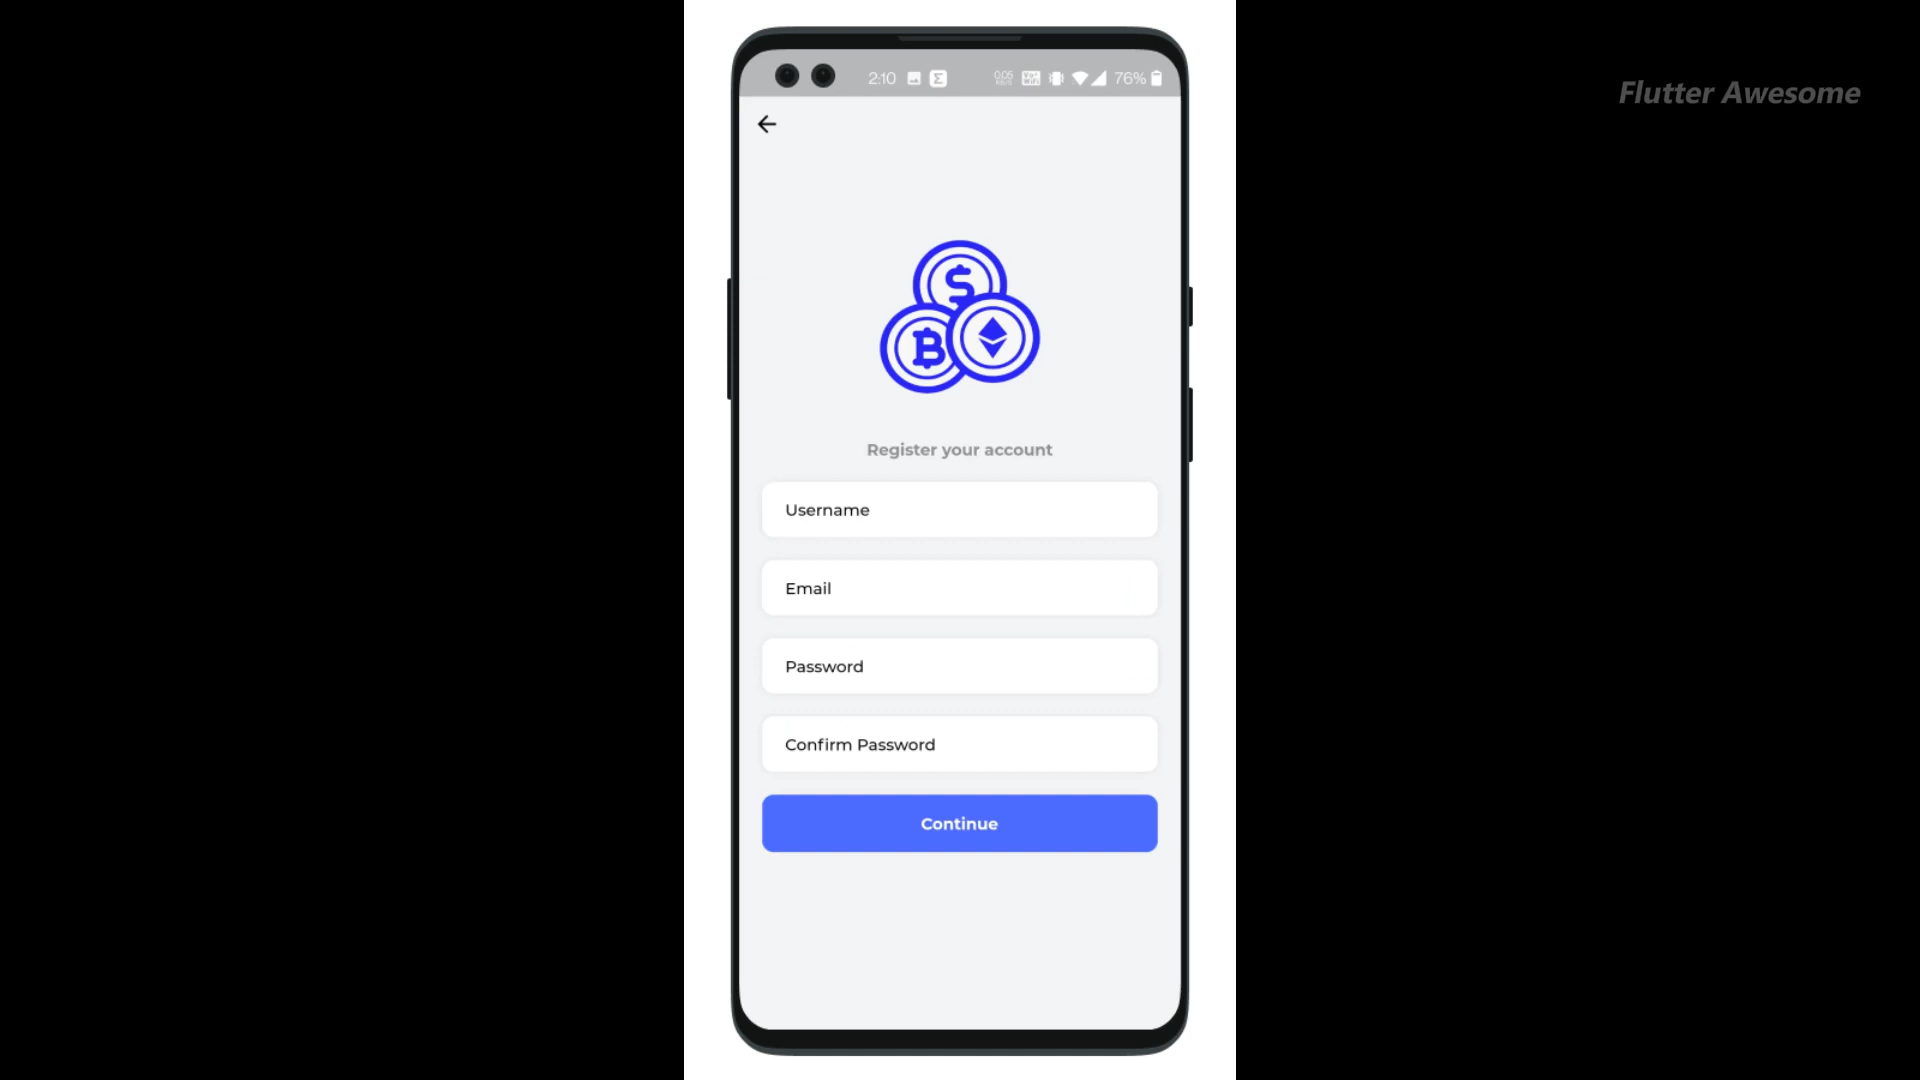 Flutter Awesome
2:10 76%
Register your account
Username
Email
Password
Confirm Password
Continue